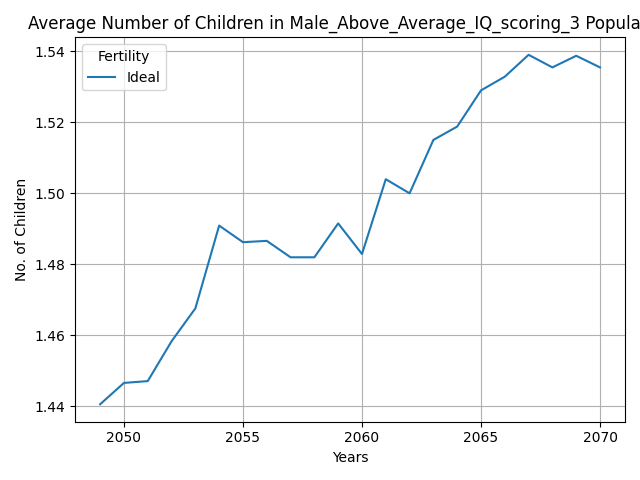 Average Number of Children in Male_Above_Average_IQ_scoring_3 Popula
Fertility
Ideal
No. of Children
1.54
1.52
1.50
1.48
1.46
1.44
2050 2055 2060 2065 2070
Years